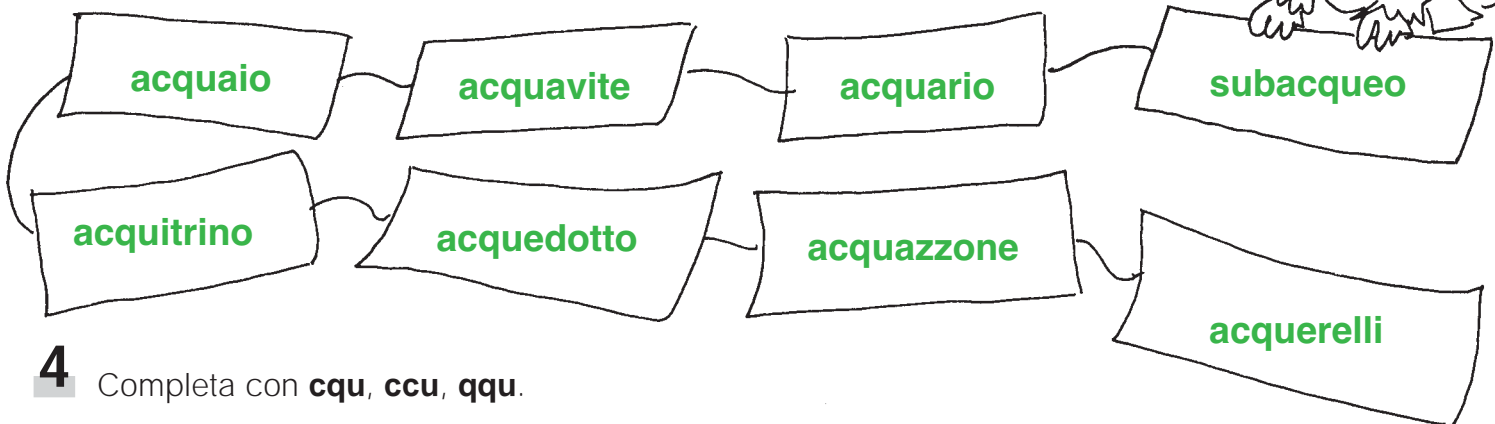 acquaio acquavite acquario subacqueo
acquitrino acquedotto acquazzone acquerelli
4 Completa con cqu, ccu, qqu.